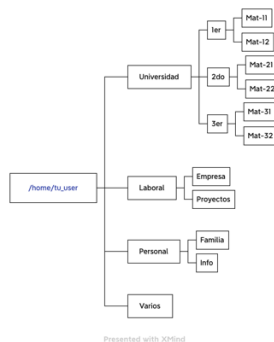 /home/tu_user
Universidad
1er
Mat-11
Mat-12
2do
Mat-21
Mat-22
3er
Mat-31
Mat-32
Laboral
Empresa
Proyectos
Personal
Familia
Info
Varios
Presented with XMind